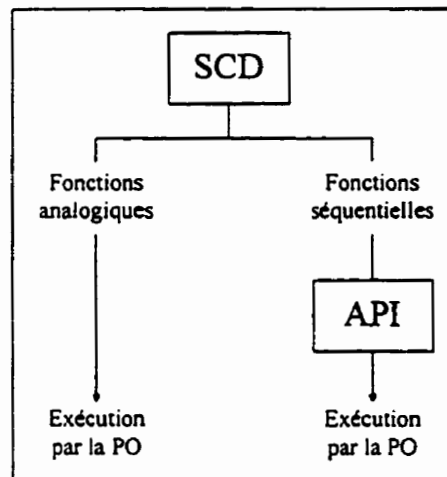 SCD
Fonctions
analogiques
Fonctions
séquentielles
API
Exécution
par la PO
Exécution
par la PO